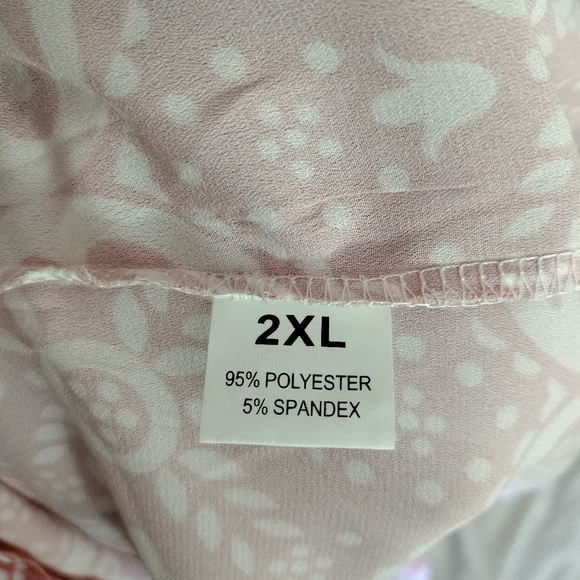 2XL
95% POLYESTER
5% SPANDEX